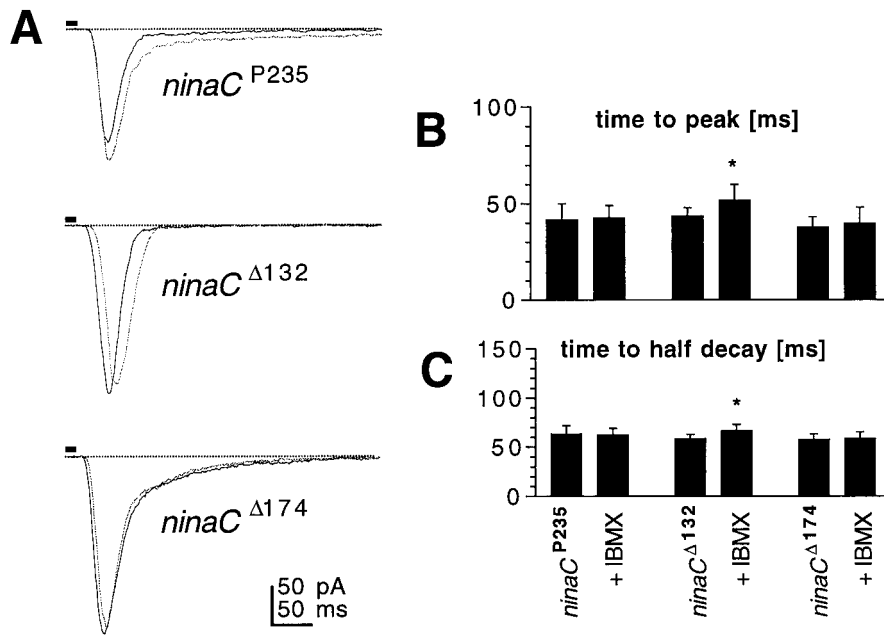 A
ninaC P235
ninaC Δ132
ninaC Δ174
50 pA
50 ms
B
time to peak [ms]
100
50
0
*
C
time to half decay [ms]
150
100
50
0
*
ninaC P235
+ IBMX
ninaC Δ132
+ IBMX
ninaC Δ174
+ IBMX